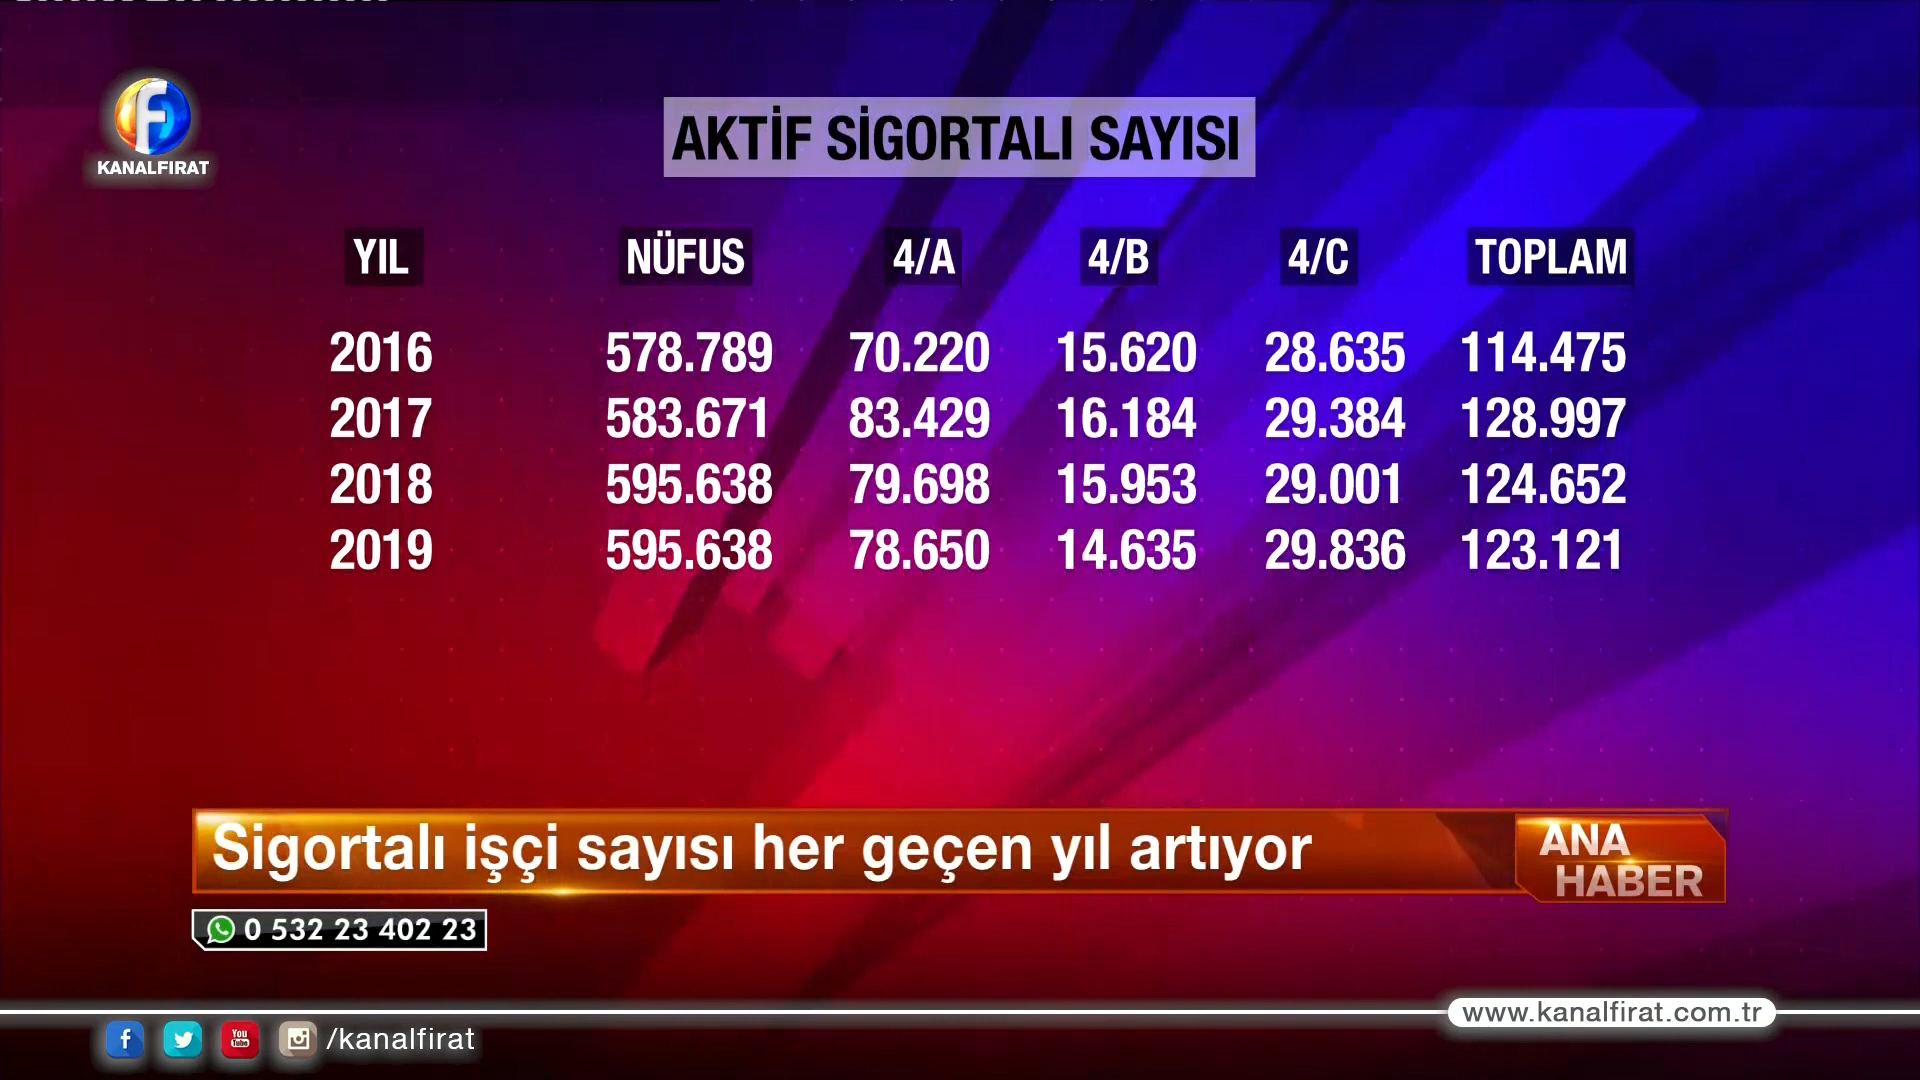 KANALFIRAT
AKTİF SİGORTALI SAYISI
YIL NÜFUS 4/A 4/B 4/C TOPLAM
2016 578.789 70.220 15.620 28.635 114.475
2017 583.671 83.429 16.184 29.384 128.997
2018 595.638 79.698 15.953 29.001 124.652
2019 595.638 78.650 14.635 29.836 123.121
Sigortalı işçi sayısı her geçen yıl artıyor
ANA
HABER
0 532 23 402 23
www.kanalfirat.com.tr
You
Tube
/kanalfirat